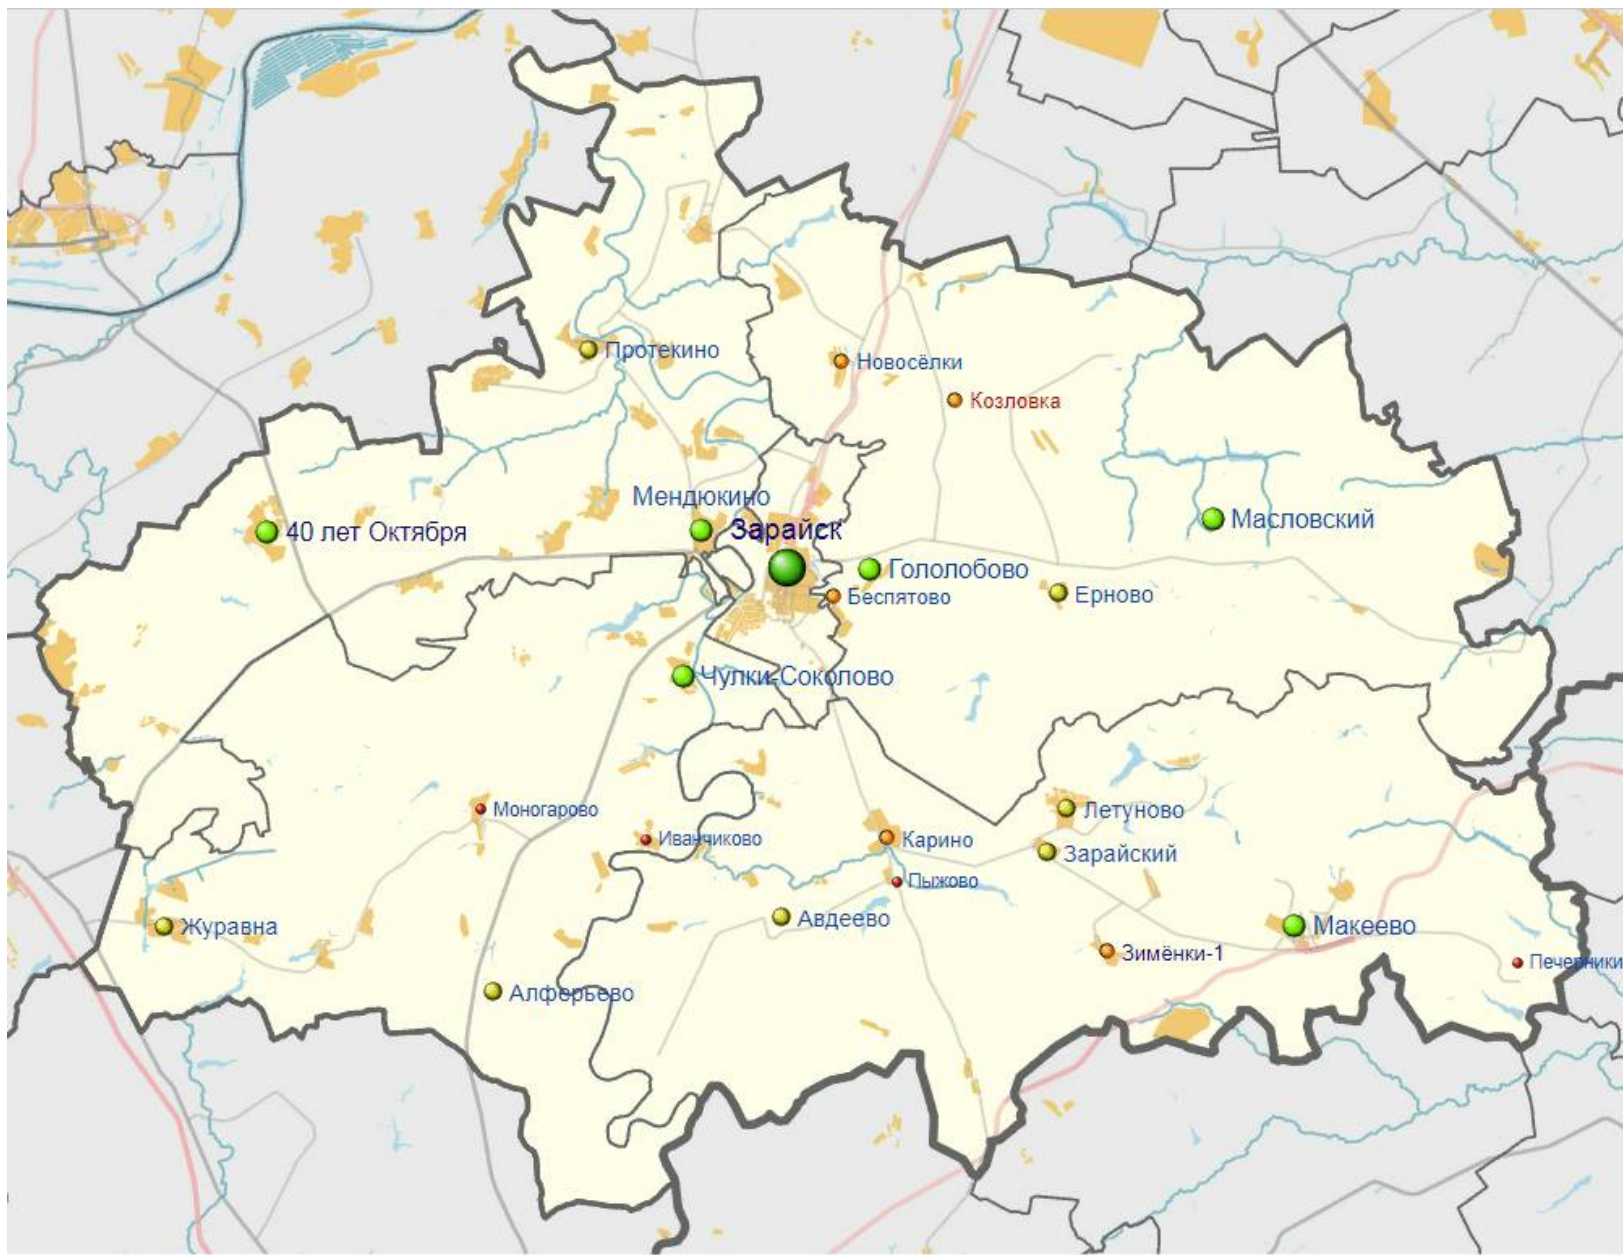 Протекино
Новосёлки
Козловка
Мендюкино
40 лет Октября
Зарайск
Масловский
Гололобово
Беспятово
Ерново
Чулки-Соколово
Моногарово
Иванчиково
Карино
Летуново
Зарайский
Пыжово
Журавна
Авдеево
Макеево
Зимёнки-1
Печерники
Алферьево